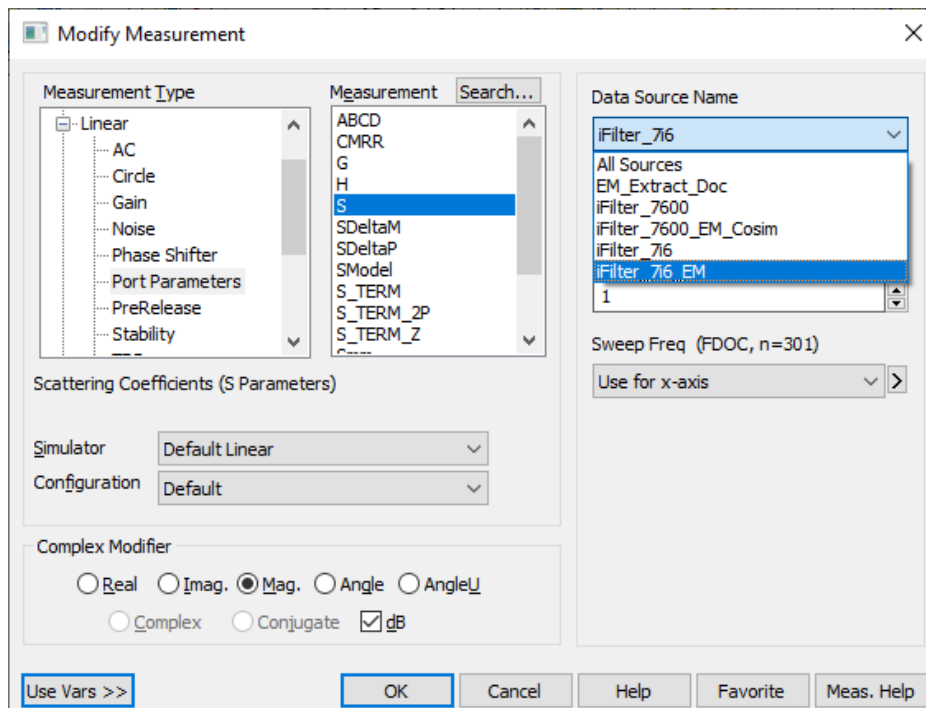 Modify Measurement
Measurement Type
Linear
AC
Circle
Gain
Noise
Phase Shifter
Port Parameters
PreRelease
Stability
Measurement
Search...
ABCD
CMRR
G
H
S
SDeltaM
SDeltaP
SModel
S_TERM
S_TERM_2P
S_TERM_Z
Scattering Coefficients (S Parameters)
Simulator
Default Linear
Configuration
Default
Complex Modifier
Real Imag. Mag. Angle AngleU
Complex Conjugate dB
Data Source Name
iFilter_7i6
All Sources
EM_Extract_Doc
iFilter_7600
iFilter_7600_EM_Cosim
iFilter_7i6
iFilter_7i6_EM
1
Sweep Freq (FDOC, n=301)
Use for x-axis
>
Use Vars >>
OK
Cancel
Help
Favorite
Meas. Help